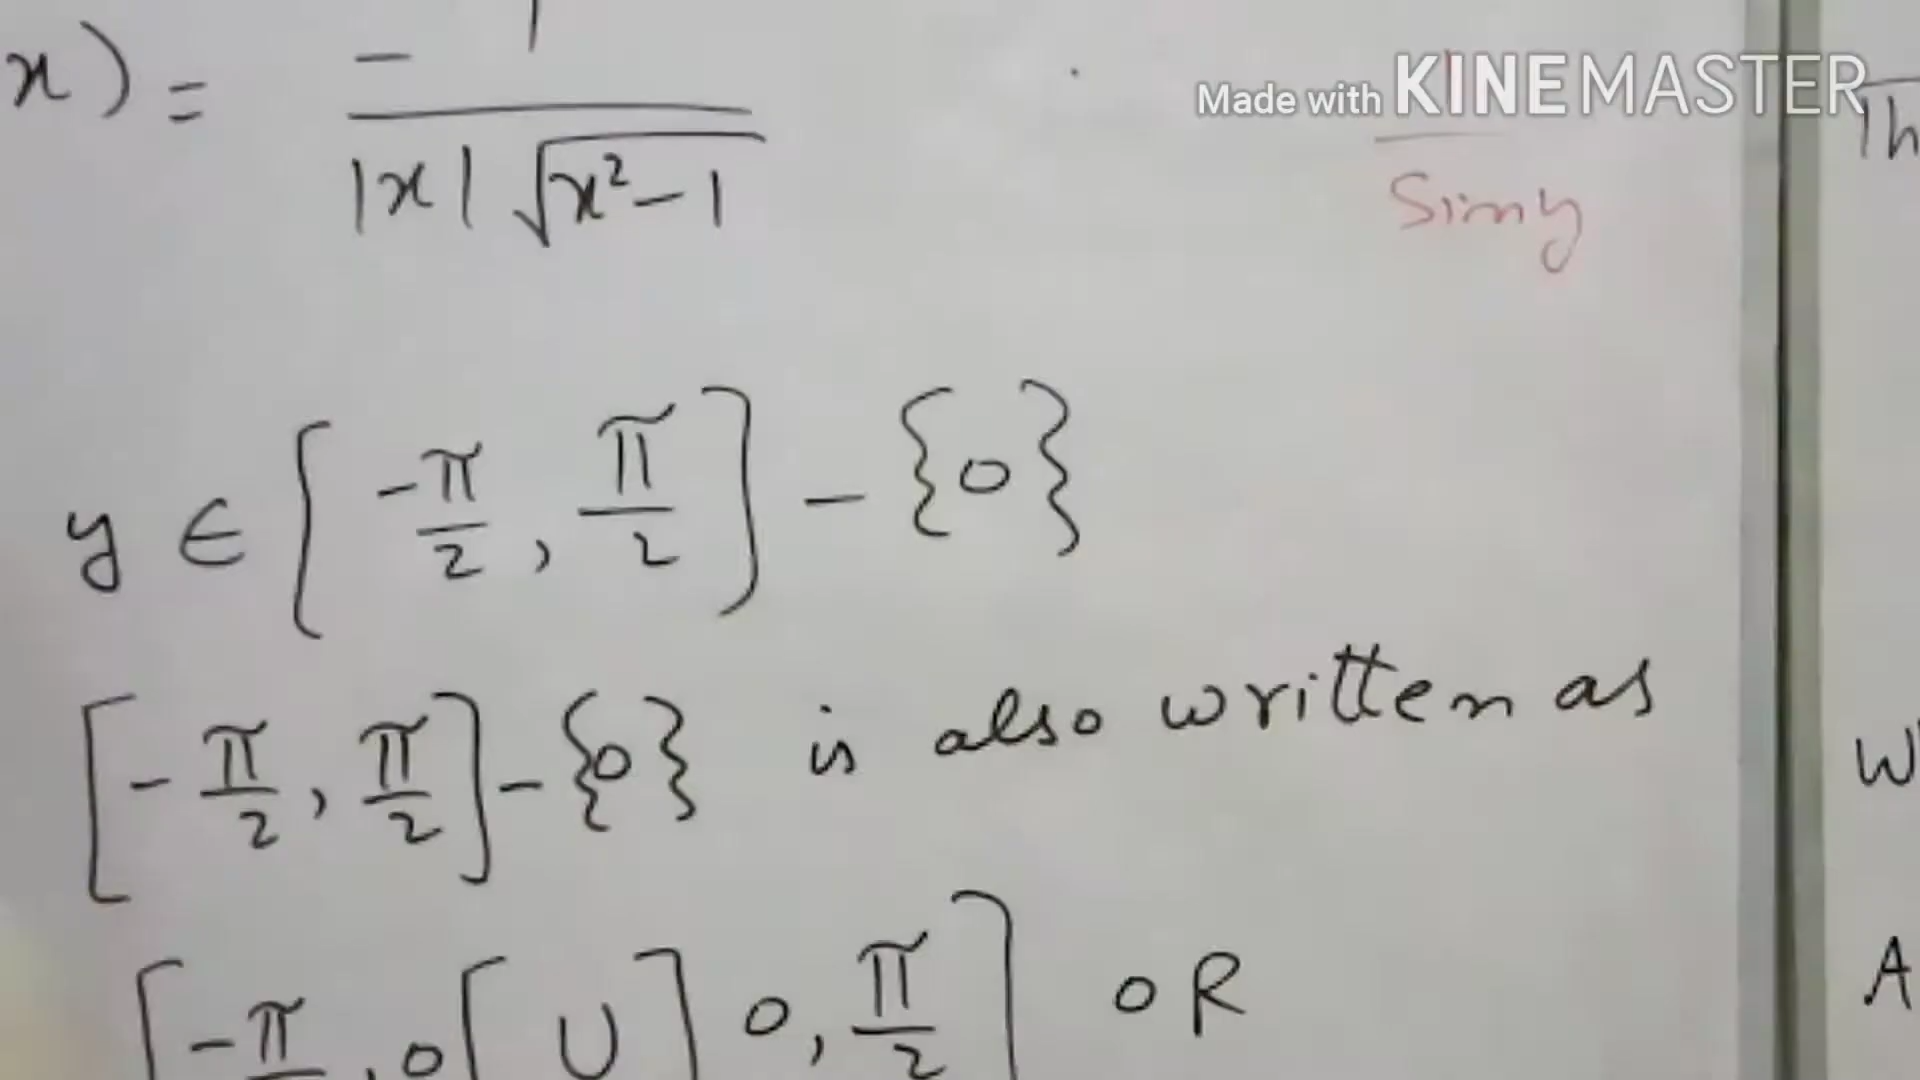 x) = -1 / |x| √x²-1
Made with KINEMASTER
Siny
Th
y ∈ [-π/2, π/2] - {0}
[-π/2, π/2] - {0} is also written as
W
[-π, 0[ U ]0, π/2] OR
A